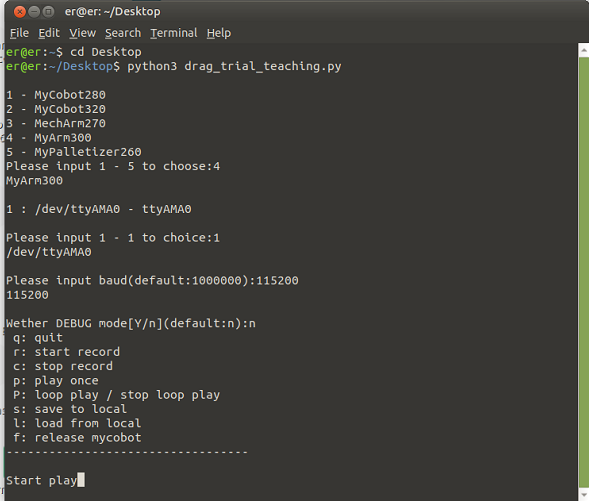 er@er: ~/Desktop
File Edit View Search Terminal Help
er@er:~$ cd Desktop
er@er:~/Desktop$ python3 drag_trial_teaching.py
1 - MyCobot280
2 - MyCobot320
3 - MechArm270
4 - MyArm300
5 - MyPalletizer260
Please input 1 - 5 to choose:4
MyArm300
1 : /dev/ttyAMA0 - ttyAMA0
Please input 1 - 1 to choice:1
/dev/ttyAMA0
Please input baud(default:1000000):115200
115200
Wether DEBUG mode[Y/n](default:n):n
q: quit
r: start record
c: stop record
p: play once
P: loop play / stop loop play
s: save to local
l: load from local
f: release mycobot
----------------------------------
Start play